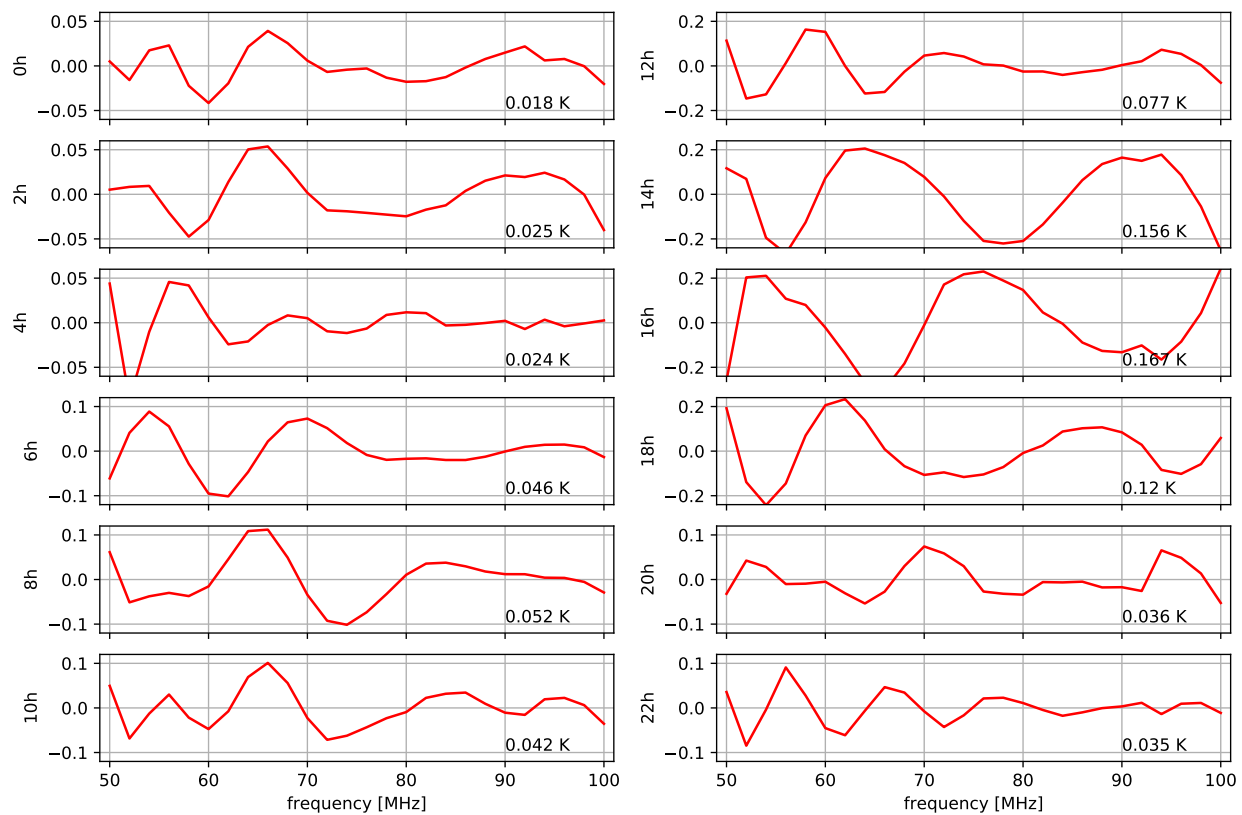 0.05
0.00
−0.05
0h
0.018 K
0.05
0.00
−0.05
2h
0.025 K
0.05
0.00
−0.05
4h
0.024 K
0.1
0.0
−0.1
6h
0.046 K
0.1
0.0
−0.1
8h
0.052 K
0.1
0.0
−0.1
10h
0.042 K
50 60 70 80 90 100
frequency [MHz]
0.2
0.0
−0.2
12h
0.077 K
0.2
0.0
−0.2
14h
0.156 K
0.2
0.0
−0.2
16h
0.167 K
0.2
0.0
−0.2
18h
0.12 K
0.1
0.0
−0.1
20h
0.036 K
0.1
0.0
−0.1
22h
0.035 K
50 60 70 80 90 100
frequency [MHz]